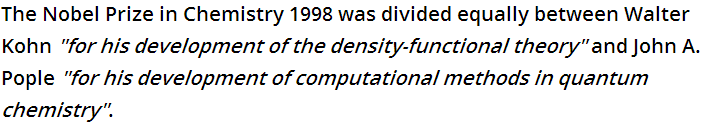 The Nobel Prize in Chemistry 1998 was divided equally between Walter
Kohn "for his development of the density-functional theory" and John A.
Pople "for his development of computational methods in quantum
chemistry".